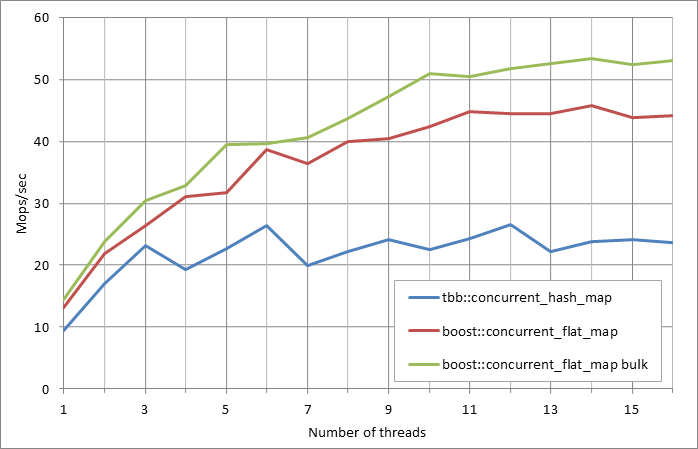 60
50
40
30
20
10
0
Mops/sec
tbb::concurrent_hash_map
boost::concurrent_flat_map
boost::concurrent_flat_map bulk
1 3 5 7 9 11 13 15
Number of threads